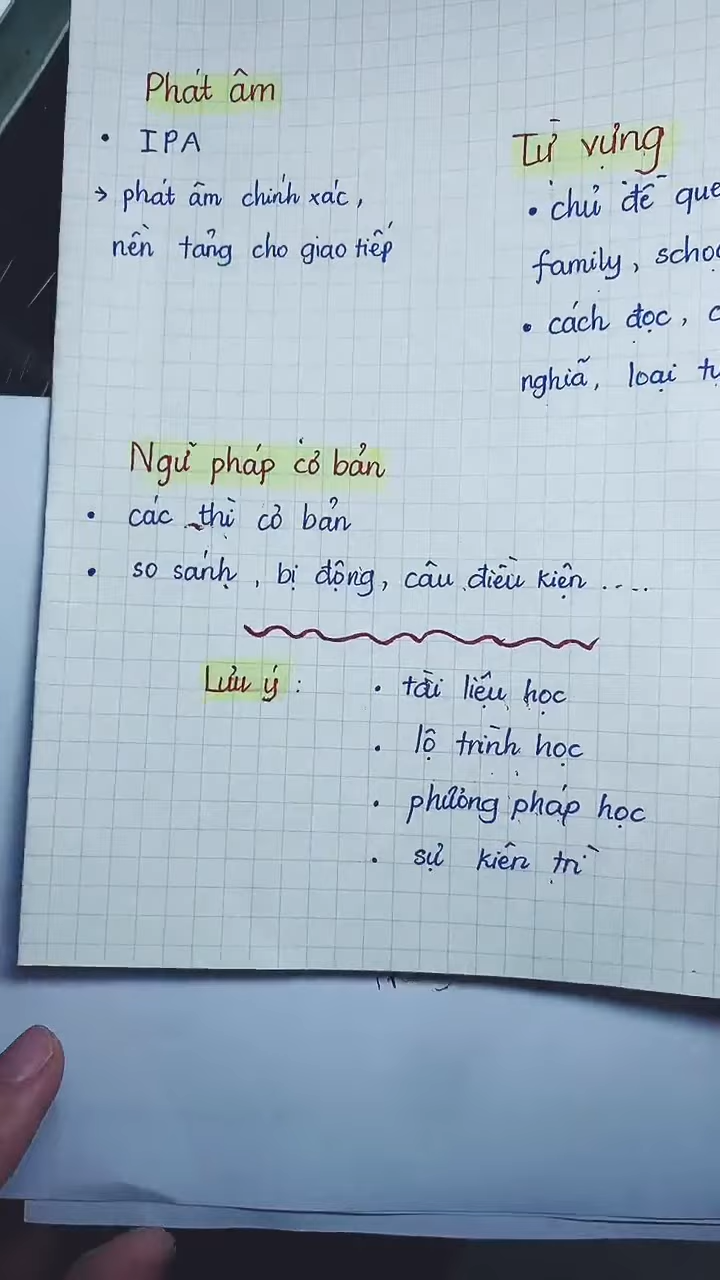 Phát âm
• IPA
→ phát âm chính xác,
nền tảng cho giao tiếp
Từ vựng
• chủ đề
family,
• cách đọc,
nghĩa, loại
Ngữ pháp cơ bản
• các thì cơ bản
• so sánh, bị động, câu điều kiện ....
Lưu ý:
• tài liệu học
• lộ trình học
• phương pháp học
• sự kiên trì